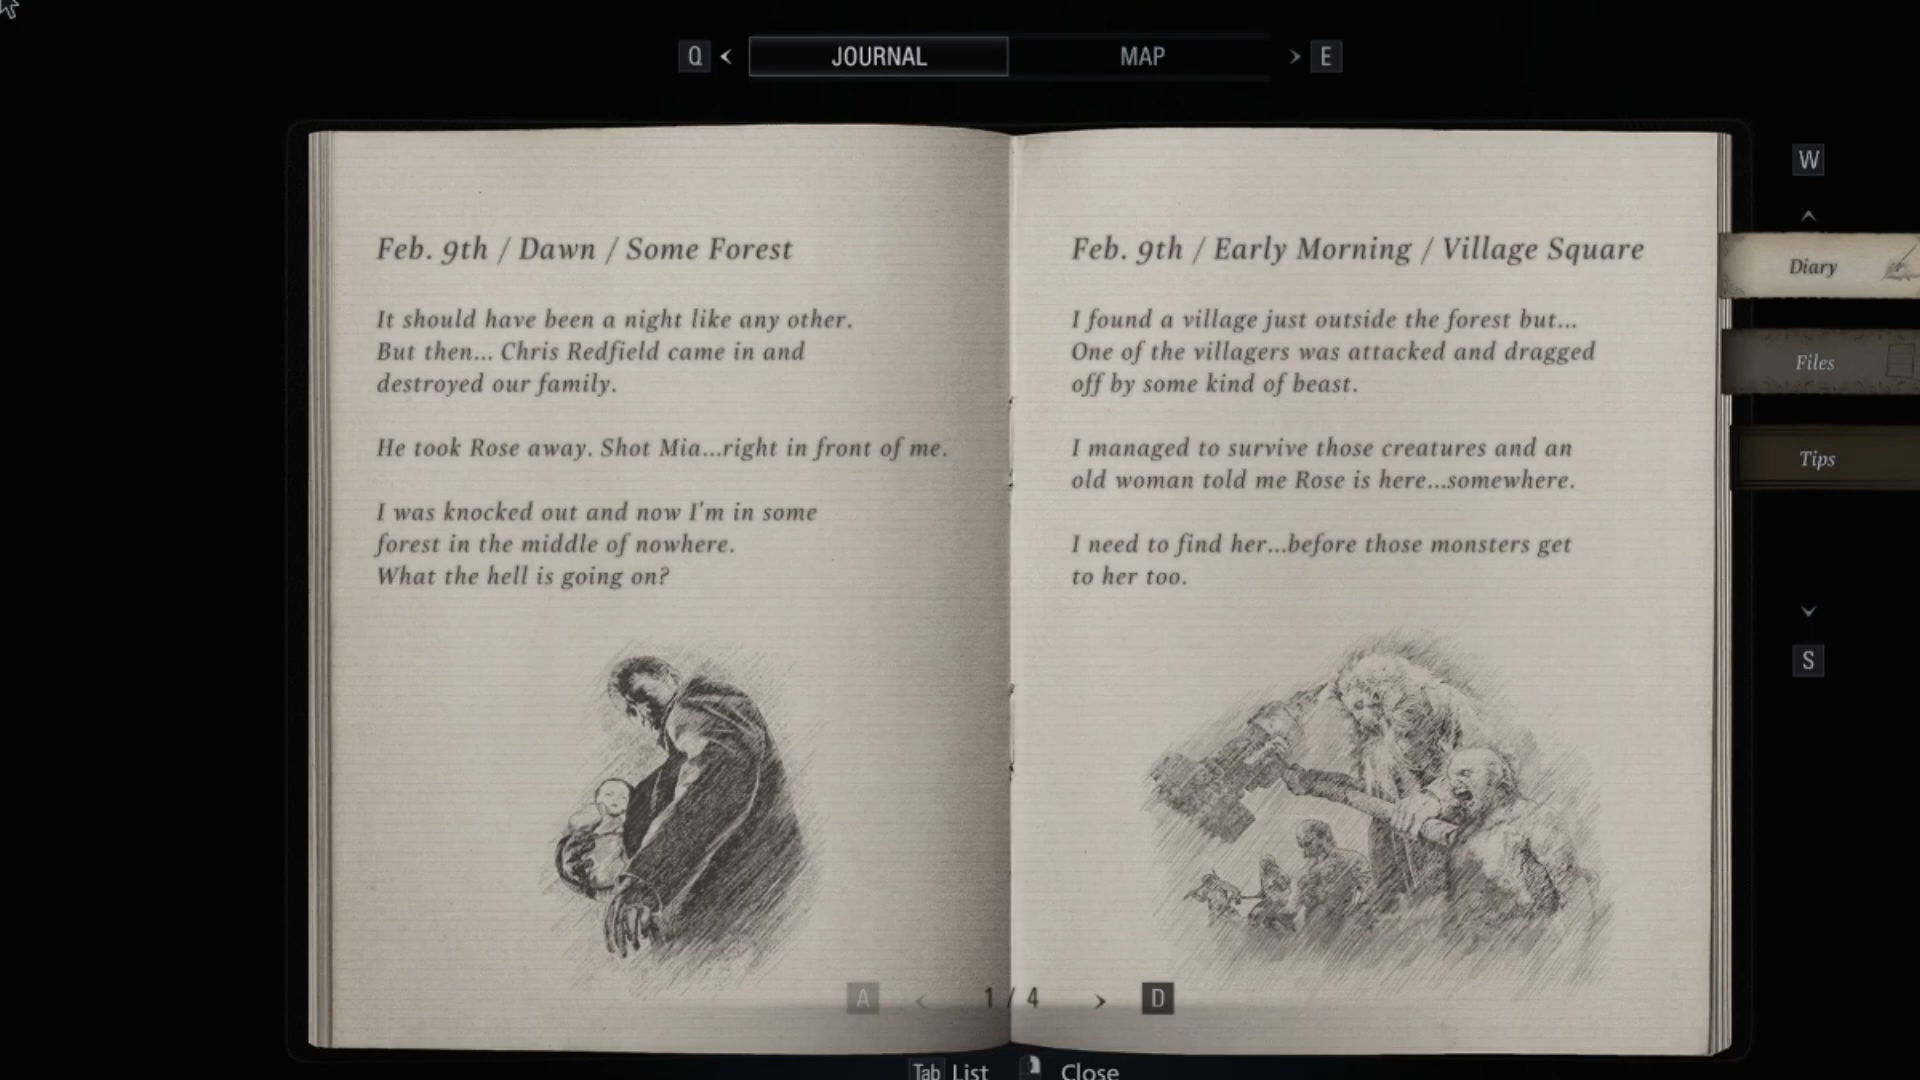 Q < JOURNAL MAP > E
Feb. 9th / Dawn / Some Forest
It should have been a night like any other.
But then... Chris Redfield came in and
destroyed our family.
He took Rose away. Shot Mia...right in front of me.
I was knocked out and now I'm in some
forest in the middle of nowhere.
What the hell is going on?
Feb. 9th / Early Morning / Village Square
I found a village just outside the forest but...
One of the villagers was attacked and dragged
off by some kind of beast.
I managed to survive those creatures and an
old woman told me Rose is here...somewhere.
I need to find her...before those monsters get
to her too.
W
Diary
Files
Tips
S
A < 1 / 4 > D
Tab List Close